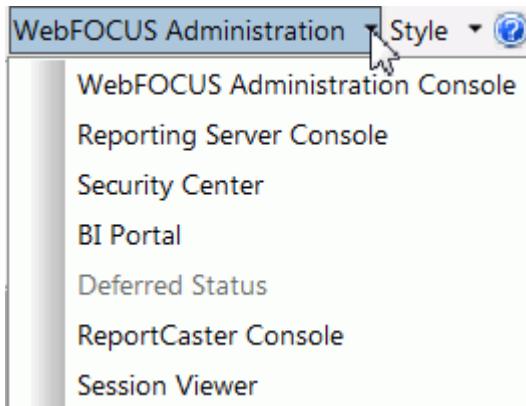 WebFOCUS Administration Style ?
WebFOCUS Administration Console
Reporting Server Console
Security Center
BI Portal
Deferred Status
ReportCaster Console
Session Viewer